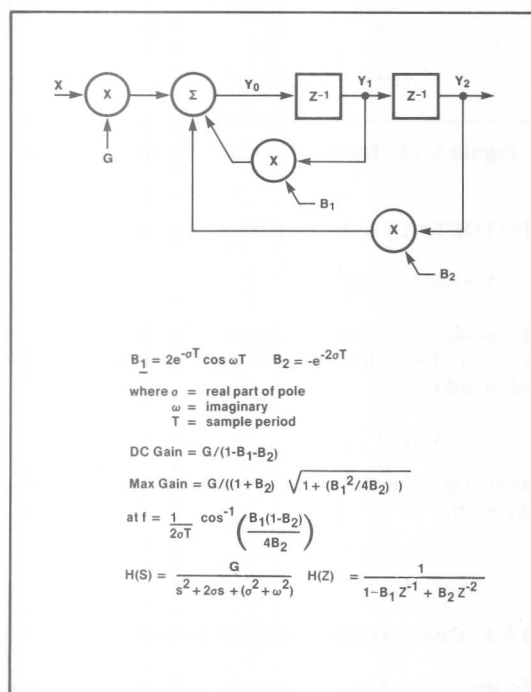 X X Σ Y₀ Z⁻¹ Y₁ Z⁻¹ Y₂
G
X
B₁
X
B₂
B₁ = 2e^-σT cos ωT B₂ = -e^-2σT
where σ = real part of pole
ω = imaginary
T = sample period
DC Gain = G/(1-B₁-B₂)
Max Gain = G/((1+B₂) √(1 + (B₁²/4B₂) ))
at f = 1/(2σT) cos⁻¹ (B₁(1-B₂)/(4B₂))
H(S) = G/(s² + 2σs + (σ² + ω²)) H(Z) = 1/(1-B₁ Z⁻¹ + B₂ Z⁻²)